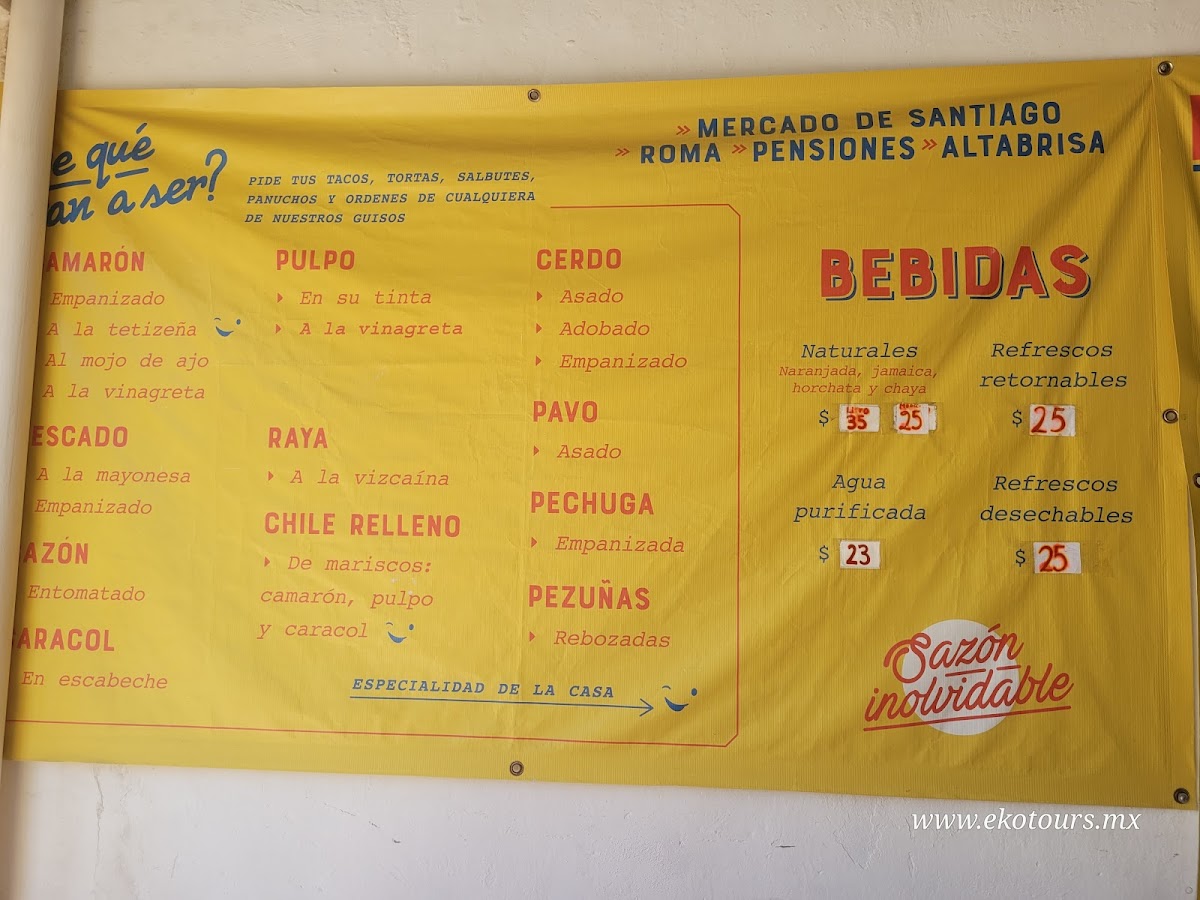 MERCADO DE SANTIAGO
ROMA PENSIONES ALTABRISA
e qué
an a ser?
PIDE TUS TACOS, TORTAS, SALBUTES,
PANUCHOS Y ORDENES DE CUALQUIERA
DE NUESTROS GUISOS
AMARÓN
Empanizado
A la tetizeña
Al mojo de ajo
A la vinagreta
ESCADO
A la mayonesa
Empanizado
AZÓN
Entomatado
ARACOL
En escabeche
PULPO
En su tinta
A la vinagreta
RAYA
A la vizcaína
CHILE RELLENO
De mariscos:
camarón, pulpo
y caracol
CERDO
Asado
Adobado
Empanizado
PAVO
Asado
PECHUGA
Empanizada
PEZUÑAS
Rebozadas
ESPECIALIDAD DE LA CASA
BEBIDAS
Naturales
Naranjada, jamaica,
horchata y chaya
$ 35 25
Refrescos
retornables
$ 25
Agua
purificada
$ 23
Refrescos
desechables
$ 25
Sazón
inolvidable
www.ekotours.mx